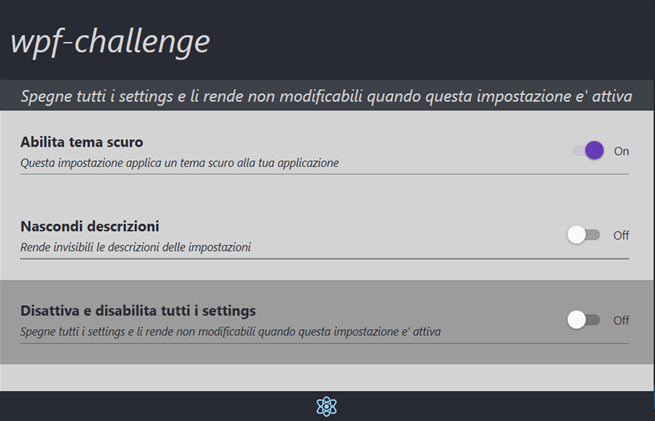 wpf-challenge
Spegne tutti i settings e li rende non modificabili quando questa impostazione e' attiva
Abilita tema scuro
On
Questa impostazione applica un tema scuro alla tua applicazione
Nascondi descrizioni
Off
Rende invisibili le descrizioni delle impostazioni
Disattiva e disabilita tutti i settings
Off
Spegne tutti i settings e li rende non modificabili quando questa impostazione e' attiva